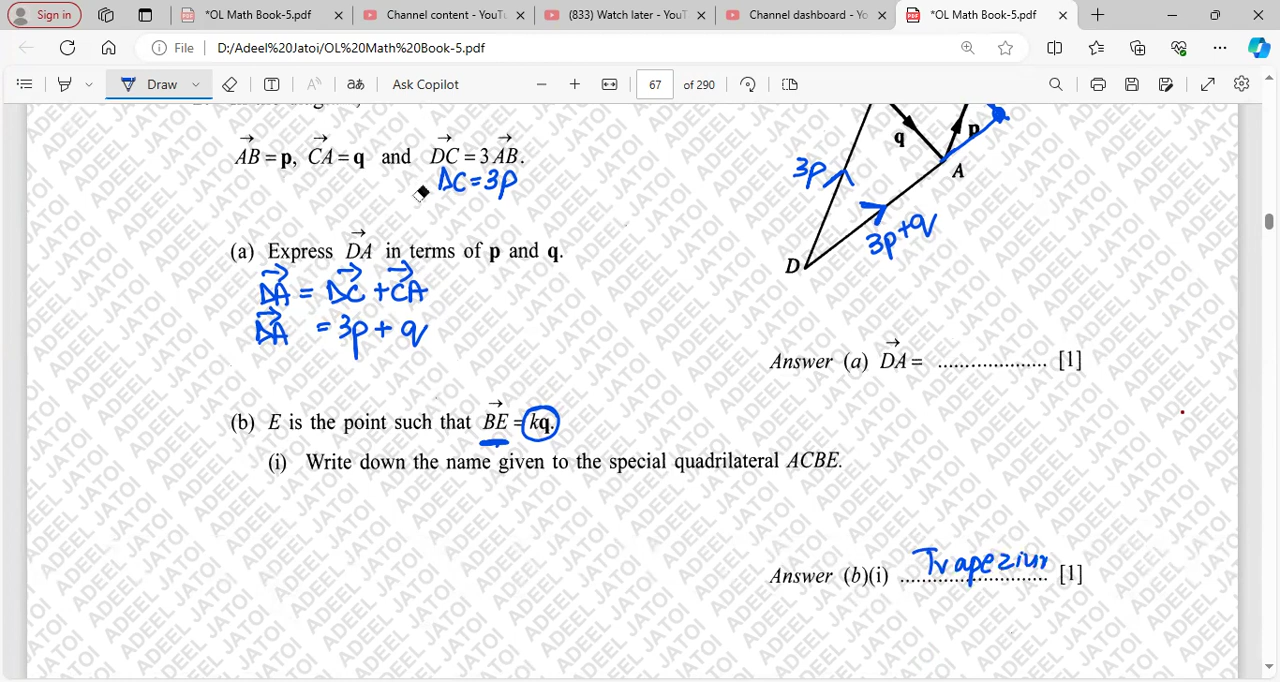 Sign in
*OL Math Book-5.pdf
Channel content - YouTu
(833) Watch later - YouT
Channel dashboard - Yo
*OL Math Book-5.pdf
File D:/Adeel%20Jatoi/OL%20Math%20Book-5.pdf
Draw
aあ
Ask Copilot
67 of 290
AB = p, CA = q and DC = 3 AB.
DC = 3p
q
p
A
3p
3p+q
D
(a) Express DA in terms of p and q.
DA = DC + CA
DA = 3p + q
Answer (a) DA = .................... [1]
(b) E is the point such that BE = kq.
(i) Write down the name given to the special quadrilateral ACBE.
Trapezium
Answer (b)(i) ........................... [1]
ADEEL JATOI